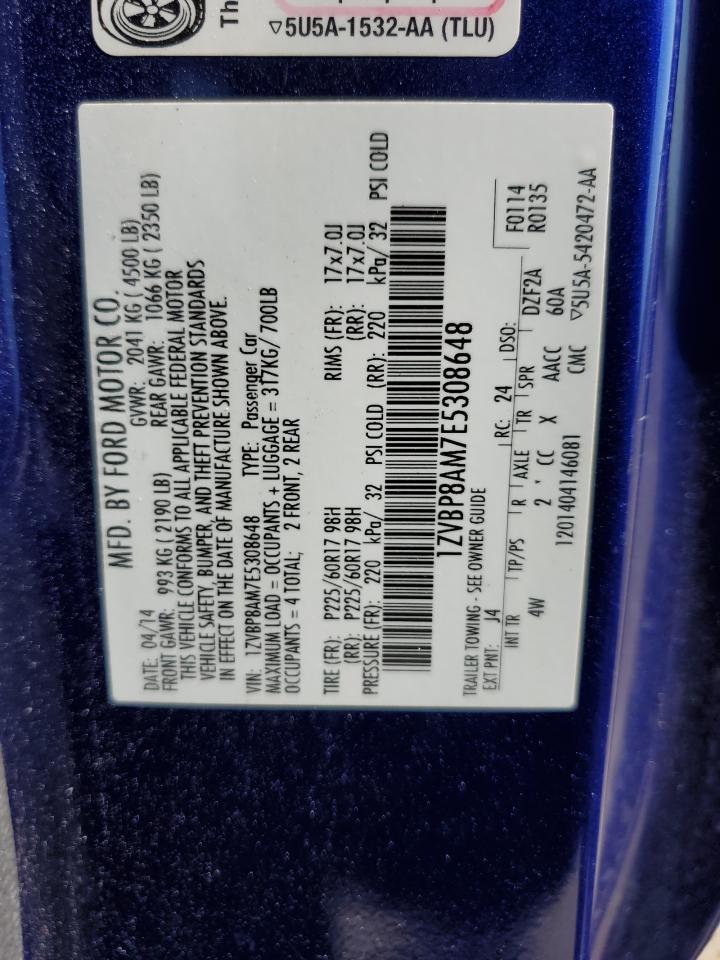 Th
▽5U5A-1532-AA (TLU)
MFD. BY FORD MOTOR CO.
DATE: 04/14 GVWR: 2041 KG ( 4500 LB)
FRONT GAWR: 993 KG ( 2190 LB) REAR GAWR: 1066 KG ( 2350 LB)
THIS VEHICLE CONFORMS TO ALL APPLICABLE FEDERAL MOTOR
VEHICLE SAFETY, BUMPER, AND THEFT PREVENTION STANDARDS
IN EFFECT ON THE DATE OF MANUFACTURE SHOWN ABOVE.
VIN: 1ZVBP8AM7E5308648 TYPE: Passenger Car
MAXIMUM LOAD = OCCUPANTS + LUGGAGE = 317KG/700LB
OCCUPANTS = 4 TOTAL; 2 FRONT, 2 REAR
TIRE (FR): P225/60R17 98H RIMS (FR): 17x7.0J
(RR): P225/60R17 98H (RR): 17x7.0J
PRESSURE (FR): 220 kPa/ 32 PSI COLD (RR): 220 kPa/ 32 PSI COLD
1ZVBP8AM7E5308648
TRAILER TOWING - SEE OWNER GUIDE
EXT PNT: J4 RC: 24 DSO: F0114
R0135
INT TR TP/PS R AXLE TR SPR DZF2A
4W 2 ' CC X AACC 60A
1201404146081 CMC ▽5U5A-5420472-AA